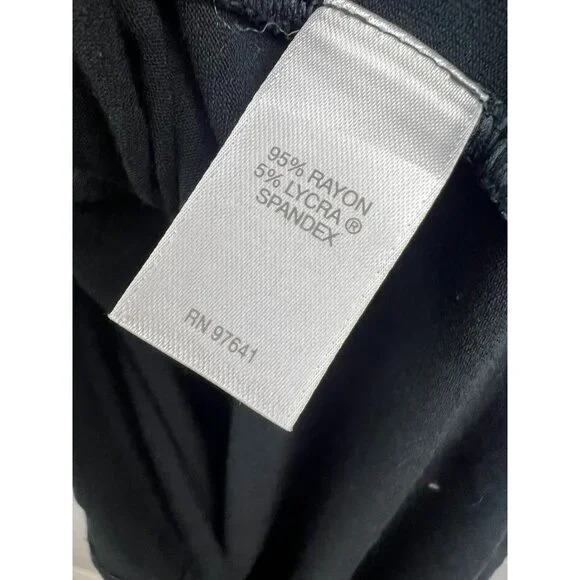 95% RAYON
5% LYCRA ®
SPANDEX
RN 97641